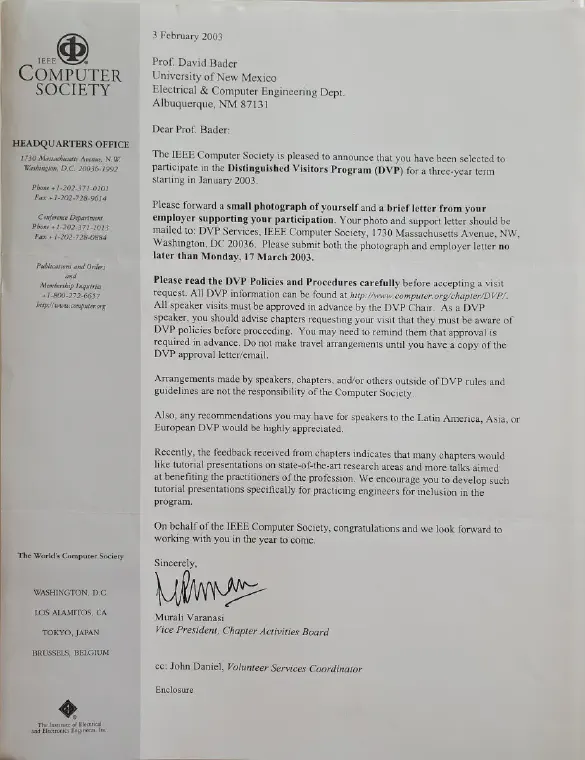 IEEE
COMPUTER
SOCIETY
HEADQUARTERS OFFICE
1730 Massachusetts Avenue, N.W.
Washington, D.C. 20036-1992
Phone +1-202-371-0101
Fax +1-202-728-9614
Conference Department
Phone +1-202-371-1013
Fax +1-202-728-0884
Publications and Orders
and
Membership Inquiries
+1-800-272-6657
http://www.computer.org
The World's Computer Society
WASHINGTON, D.C.
LOS ALAMITOS, CA
TOKYO, JAPAN
BRUSSELS, BELGIUM
The Institute of Electrical
and Electronics Engineers, Inc
3 February 2003
Prof. David Bader
University of New Mexico
Electrical & Computer Engineering Dept.
Albuquerque, NM 87131
Dear Prof. Bader:
The IEEE Computer Society is pleased to announce that you have been selected to
participate in the Distinguished Visitors Program (DVP) for a three-year term
starting in January 2003.
Please forward a small photograph of yourself and a brief letter from your
employer supporting your participation. Your photo and support letter should be
mailed to: DVP Services, IEEE Computer Society, 1730 Massachusetts Avenue, NW,
Washington, DC 20036. Please submit both the photograph and employer letter no
later than Monday, 17 March 2003.
Please read the DVP Policies and Procedures carefully before accepting a visit
request. All DVP information can be found at http://www.computer.org/chapter/DVP/.
All speaker visits must be approved in advance by the DVP Chair. As a DVP
speaker, you should advise chapters requesting your visit that they must be aware of
DVP policies before proceeding. You may need to remind them that approval is
required in advance. Do not make travel arrangements until you have a copy of the
DVP approval letter/email.
Arrangements made by speakers, chapters, and/or others outside of DVP rules and
guidelines are not the responsibility of the Computer Society.
Also, any recommendations you may have for speakers to the Latin America, Asia, or
European DVP would be highly appreciated.
Recently, the feedback received from chapters indicates that many chapters would
like tutorial presentations on state-of-the-art research areas and more talks aimed
at benefiting the practitioners of the profession. We encourage you to develop such
tutorial presentations specifically for practicing engineers for inclusion in the
program.
On behalf of the IEEE Computer Society, congratulations and we look forward to
working with you in the year to come.
Sincerely,
Murali Varanasi
Vice President, Chapter Activities Board
cc: John Daniel, Volunteer Services Coordinator
Enclosure